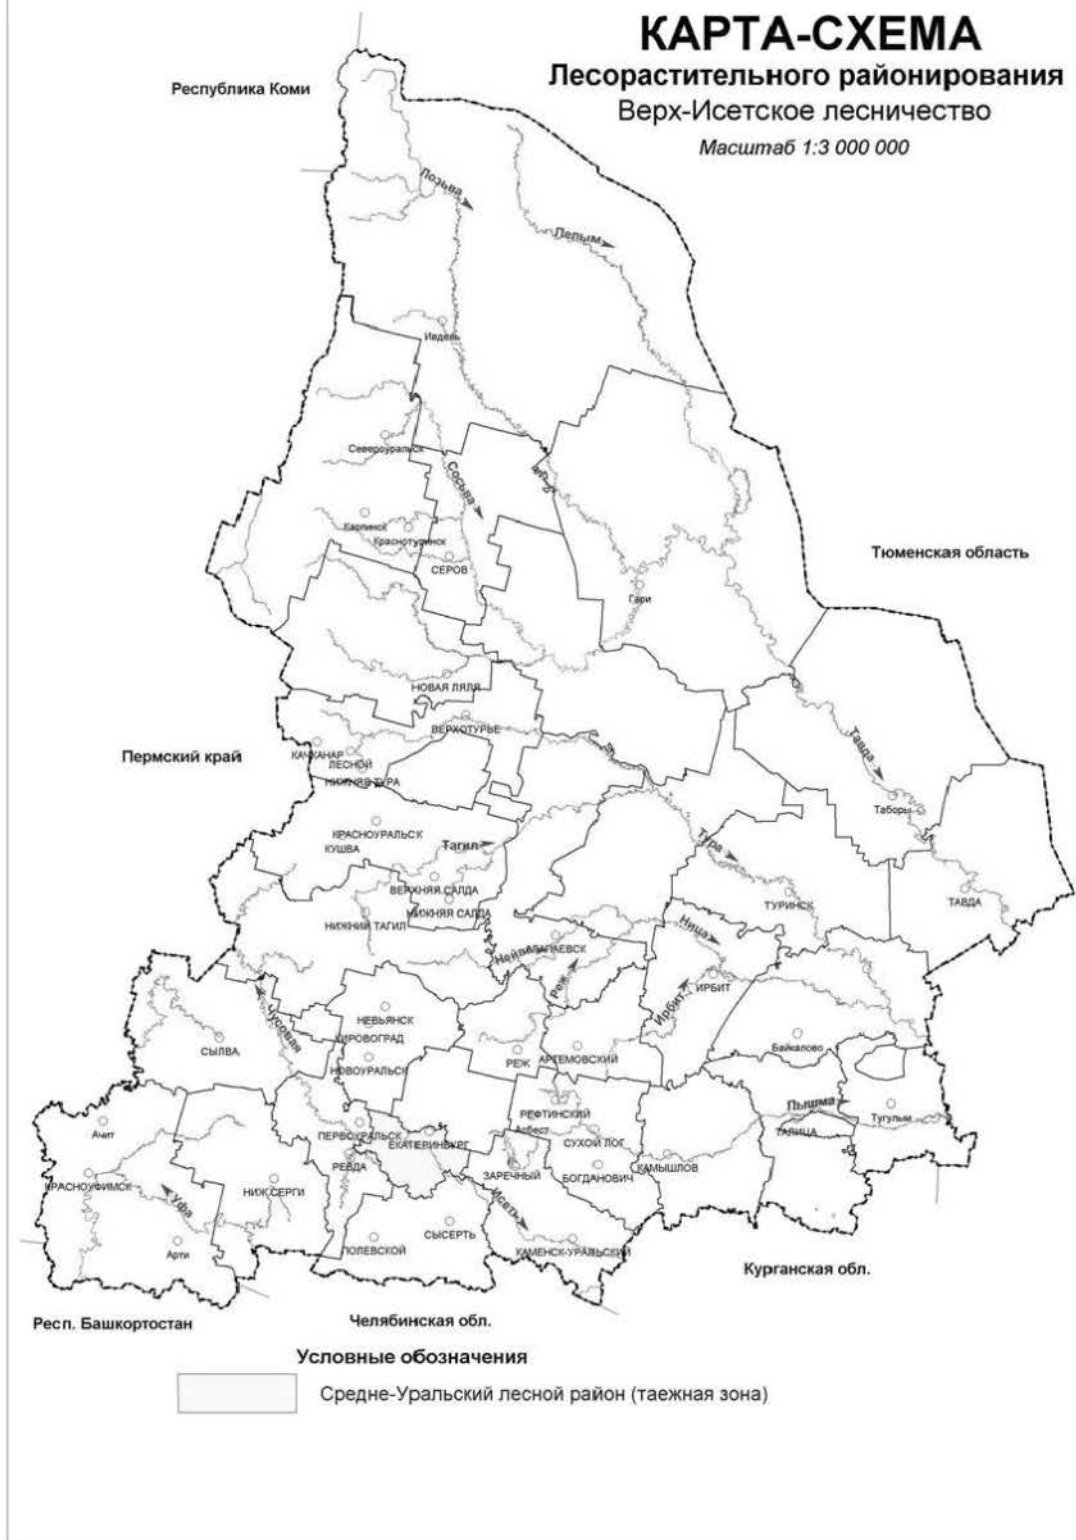 КАРТА-СХЕМА
Лесорастительного районирования
Верх-Исетское лесничество
Масштаб 1:3 000 000
Республика Коми
Лозьва
Пелым
Ивдель
Североуральск
Сосьва
Карпинск
Краснотурьинск
СЕРОВ
Тюменская область
Гари
НОВАЯ ЛЯЛЯ
ВЕРХОТУРЬЕ
Пермский край
КАЧКАНАР
ЛЕСНОЙ
НИЖНЯЯ ТУРА
Тавда
Таборы
КРАСНОУРАЛЬСК
КУШВА
Тагил
Тура
ВЕРХНЯЯ САЛДА
НИЖНЯЯ САЛДА
ТУРИНСК
ТАВДА
НИЖНИЙ ТАГИЛ
Ница
Нейва
АЛАПАЕВСК
Реж
Ирбит
ИРБИТ
Чусовая
НЕВЬЯНСК
КИРОВОГРАД
СЫЛВА
Байкалово
РЕЖ
АРТЕМОВСКИЙ
НОВОУРАЛЬСК
Пышма
Тугулым
РЕФТИНСКИЙ
Асбест
Ачит
ПЕРВОУРАЛЬСК
ЕКАТЕРИНБУРГ
СУХОЙ ЛОГ
ТАЛИЦА
РЕВДА
ЗАРЕЧНЫЙ
БОГДАНОВИЧ
КАМЫШЛОВ
КРАСНОУФИМСК
Уфа
НИЖ.СЕРГИ
Исеть
СЫСЕРТЬ
Арти
ПОЛЕВСКОЙ
КАМЕНСК-УРАЛЬСКИЙ
Курганская обл.
Респ. Башкортостан
Челябинская обл.
Условные обозначения
Средне-Уральский лесной район (таежная зона)